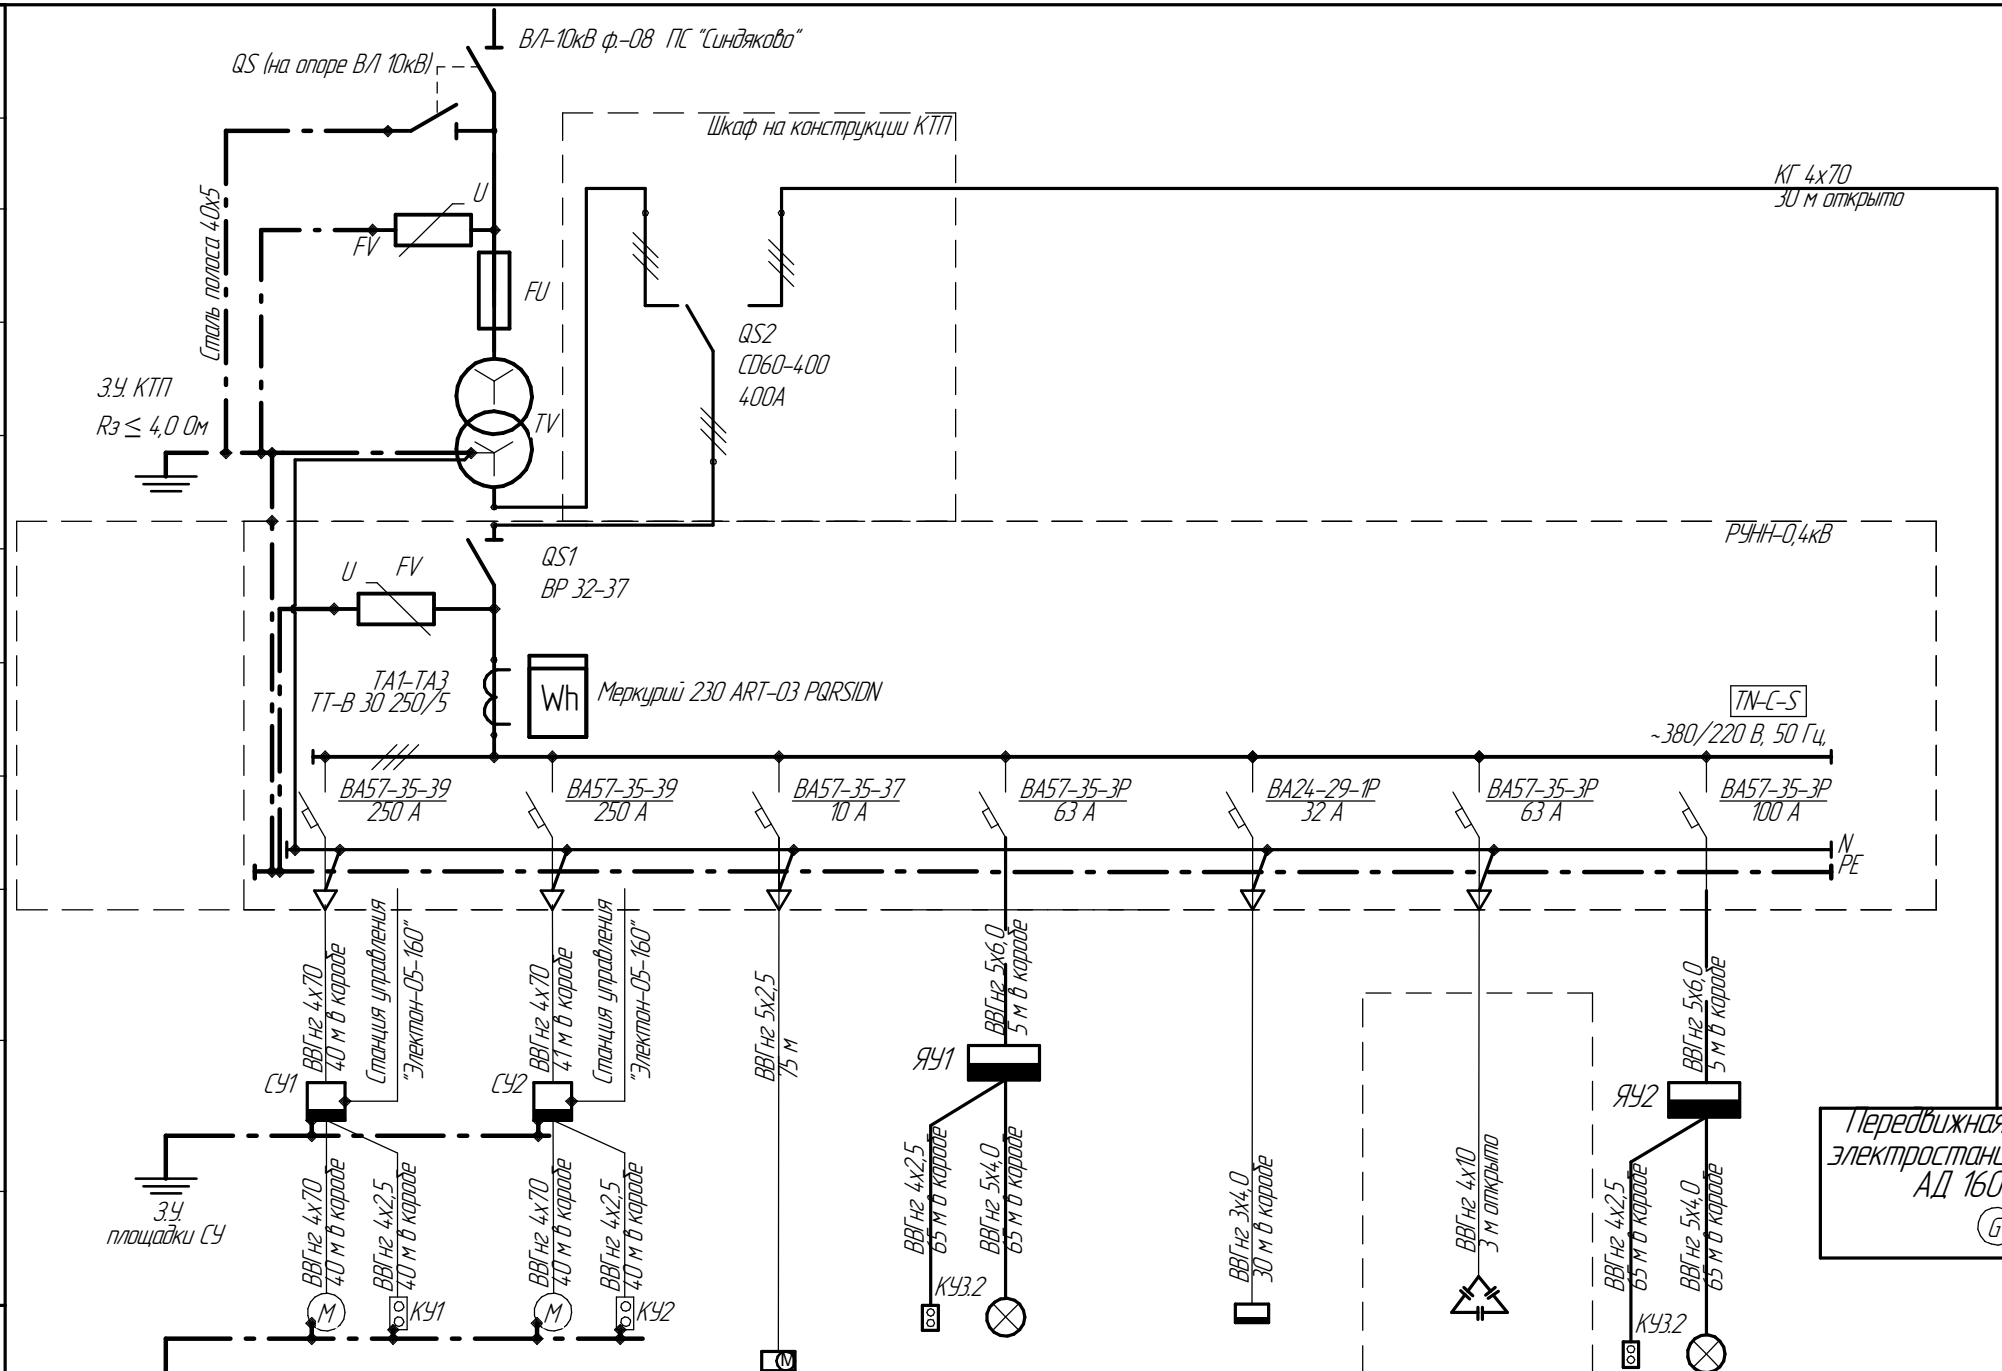 ВЛ-10кВ ф.-08 ПС "Синдяково"
QS (на опоре ВЛ 10кВ)
Шкаф на конструкции КТП
КГ 4х70
30 м открыто
Сталь полоса 40х5
U
FV
FU
QS2
CD60-400
400А
З.У. КТП
Rз ≤ 4,0 Ом
TV
РУНН-0,4кВ
QS1
ВР 32-37
U
FV
ТА1-ТА3
ТТ-В 30 250/5
Wh
Меркурий 230 ART-03 PQRSIDN
TN-C-S
~380/220 В, 50 Гц,
ВА57-35-39
250 А
ВА57-35-39
250 А
ВА57-35-37
10 А
ВА57-35-3Р
63 А
ВА24-29-1Р
32 А
ВА57-35-3Р
63 А
ВА57-35-3Р
100 А
N
PE
ВВГнг 4х70
40 м в коробе
Станция управления
"Электон-05-160"
ВВГнг 4х70
41 м в коробе
Станция управления
"Электон-05-160"
ВВГнг 5х2,5
75 м
ВВГнг 5х6,0
5 м в коробе
ВВГнг 5х6,0
5 м в коробе
СУ1
СУ2
ЯУ1
ЯУ2
Передвижная
электростанц
АД 160
G
З.У.
площадки СУ
ВВГнг 4х70
40 м в коробе
ВВГнг 4х2,5
40 м в коробе
ВВГнг 4х70
40 м в коробе
ВВГнг 4х2,5
40 м в коробе
ВВГнг 4х2,5
65 м в коробе
ВВГнг 5х4,0
65 м в коробе
ВВГнг 3х4,0
30 м в коробе
ВВГнг 4х10
3 м открыто
ВВГнг 4х2,5
65 м в коробе
ВВГнг 5х4,0
65 м в коробе
М
КУ1
М
КУ2
КУ3.2
КУ3.2
М